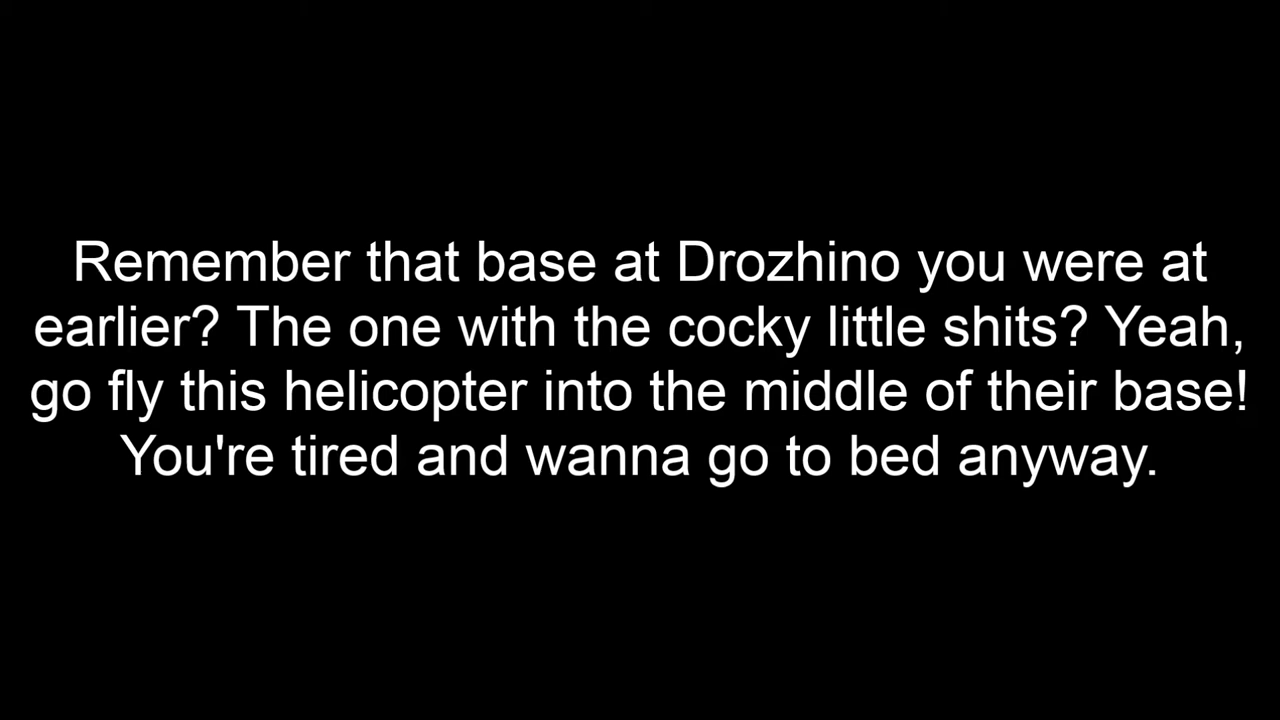 Remember that base at Drozhino you were at
earlier? The one with the cocky little shits? Yeah,
go fly this helicopter into the middle of their base!
You're tired and wanna go to bed anyway.